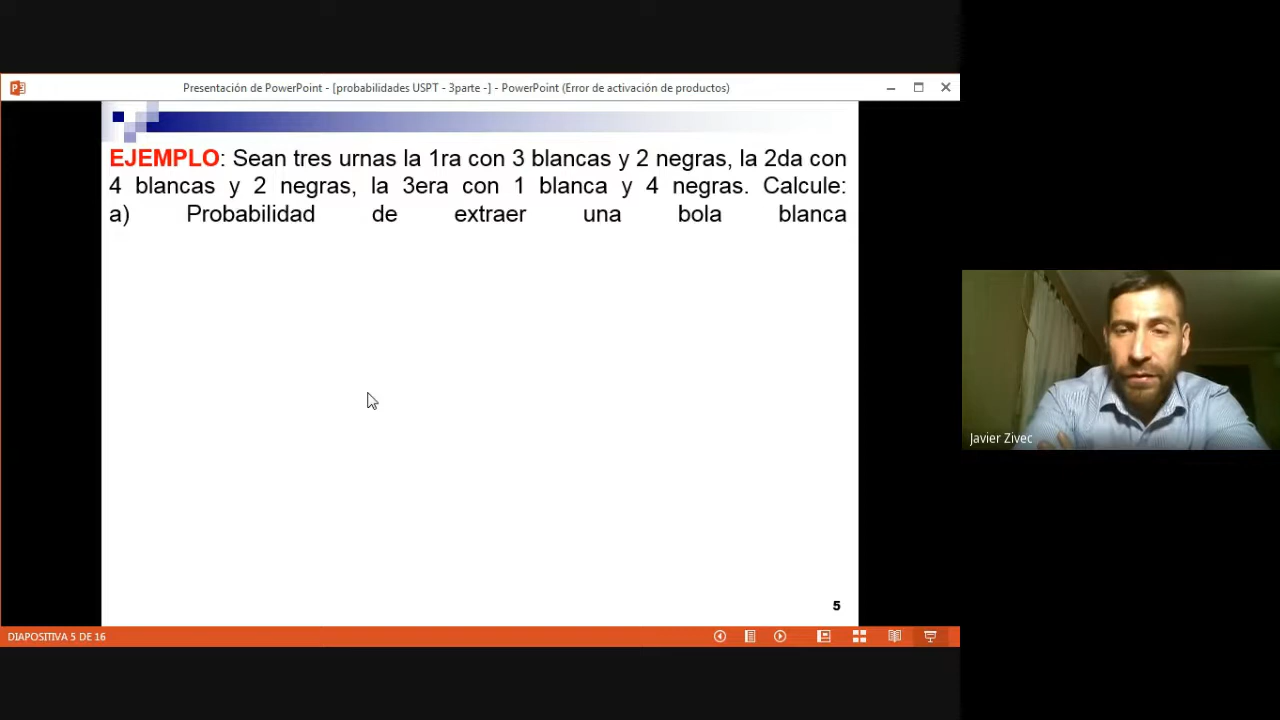 Presentación de PowerPoint - [probabilidades USPT - 3parte -] - PowerPoint (Error de activación de productos)
EJEMPLO: Sean tres urnas la 1ra con 3 blancas y 2 negras, la 2da con
4 blancas y 2 negras, la 3era con 1 blanca y 4 negras. Calcule:
a) Probabilidad de extraer una bola blanca
Javier Zivec
5
DIAPOSITIVA 5 DE 16